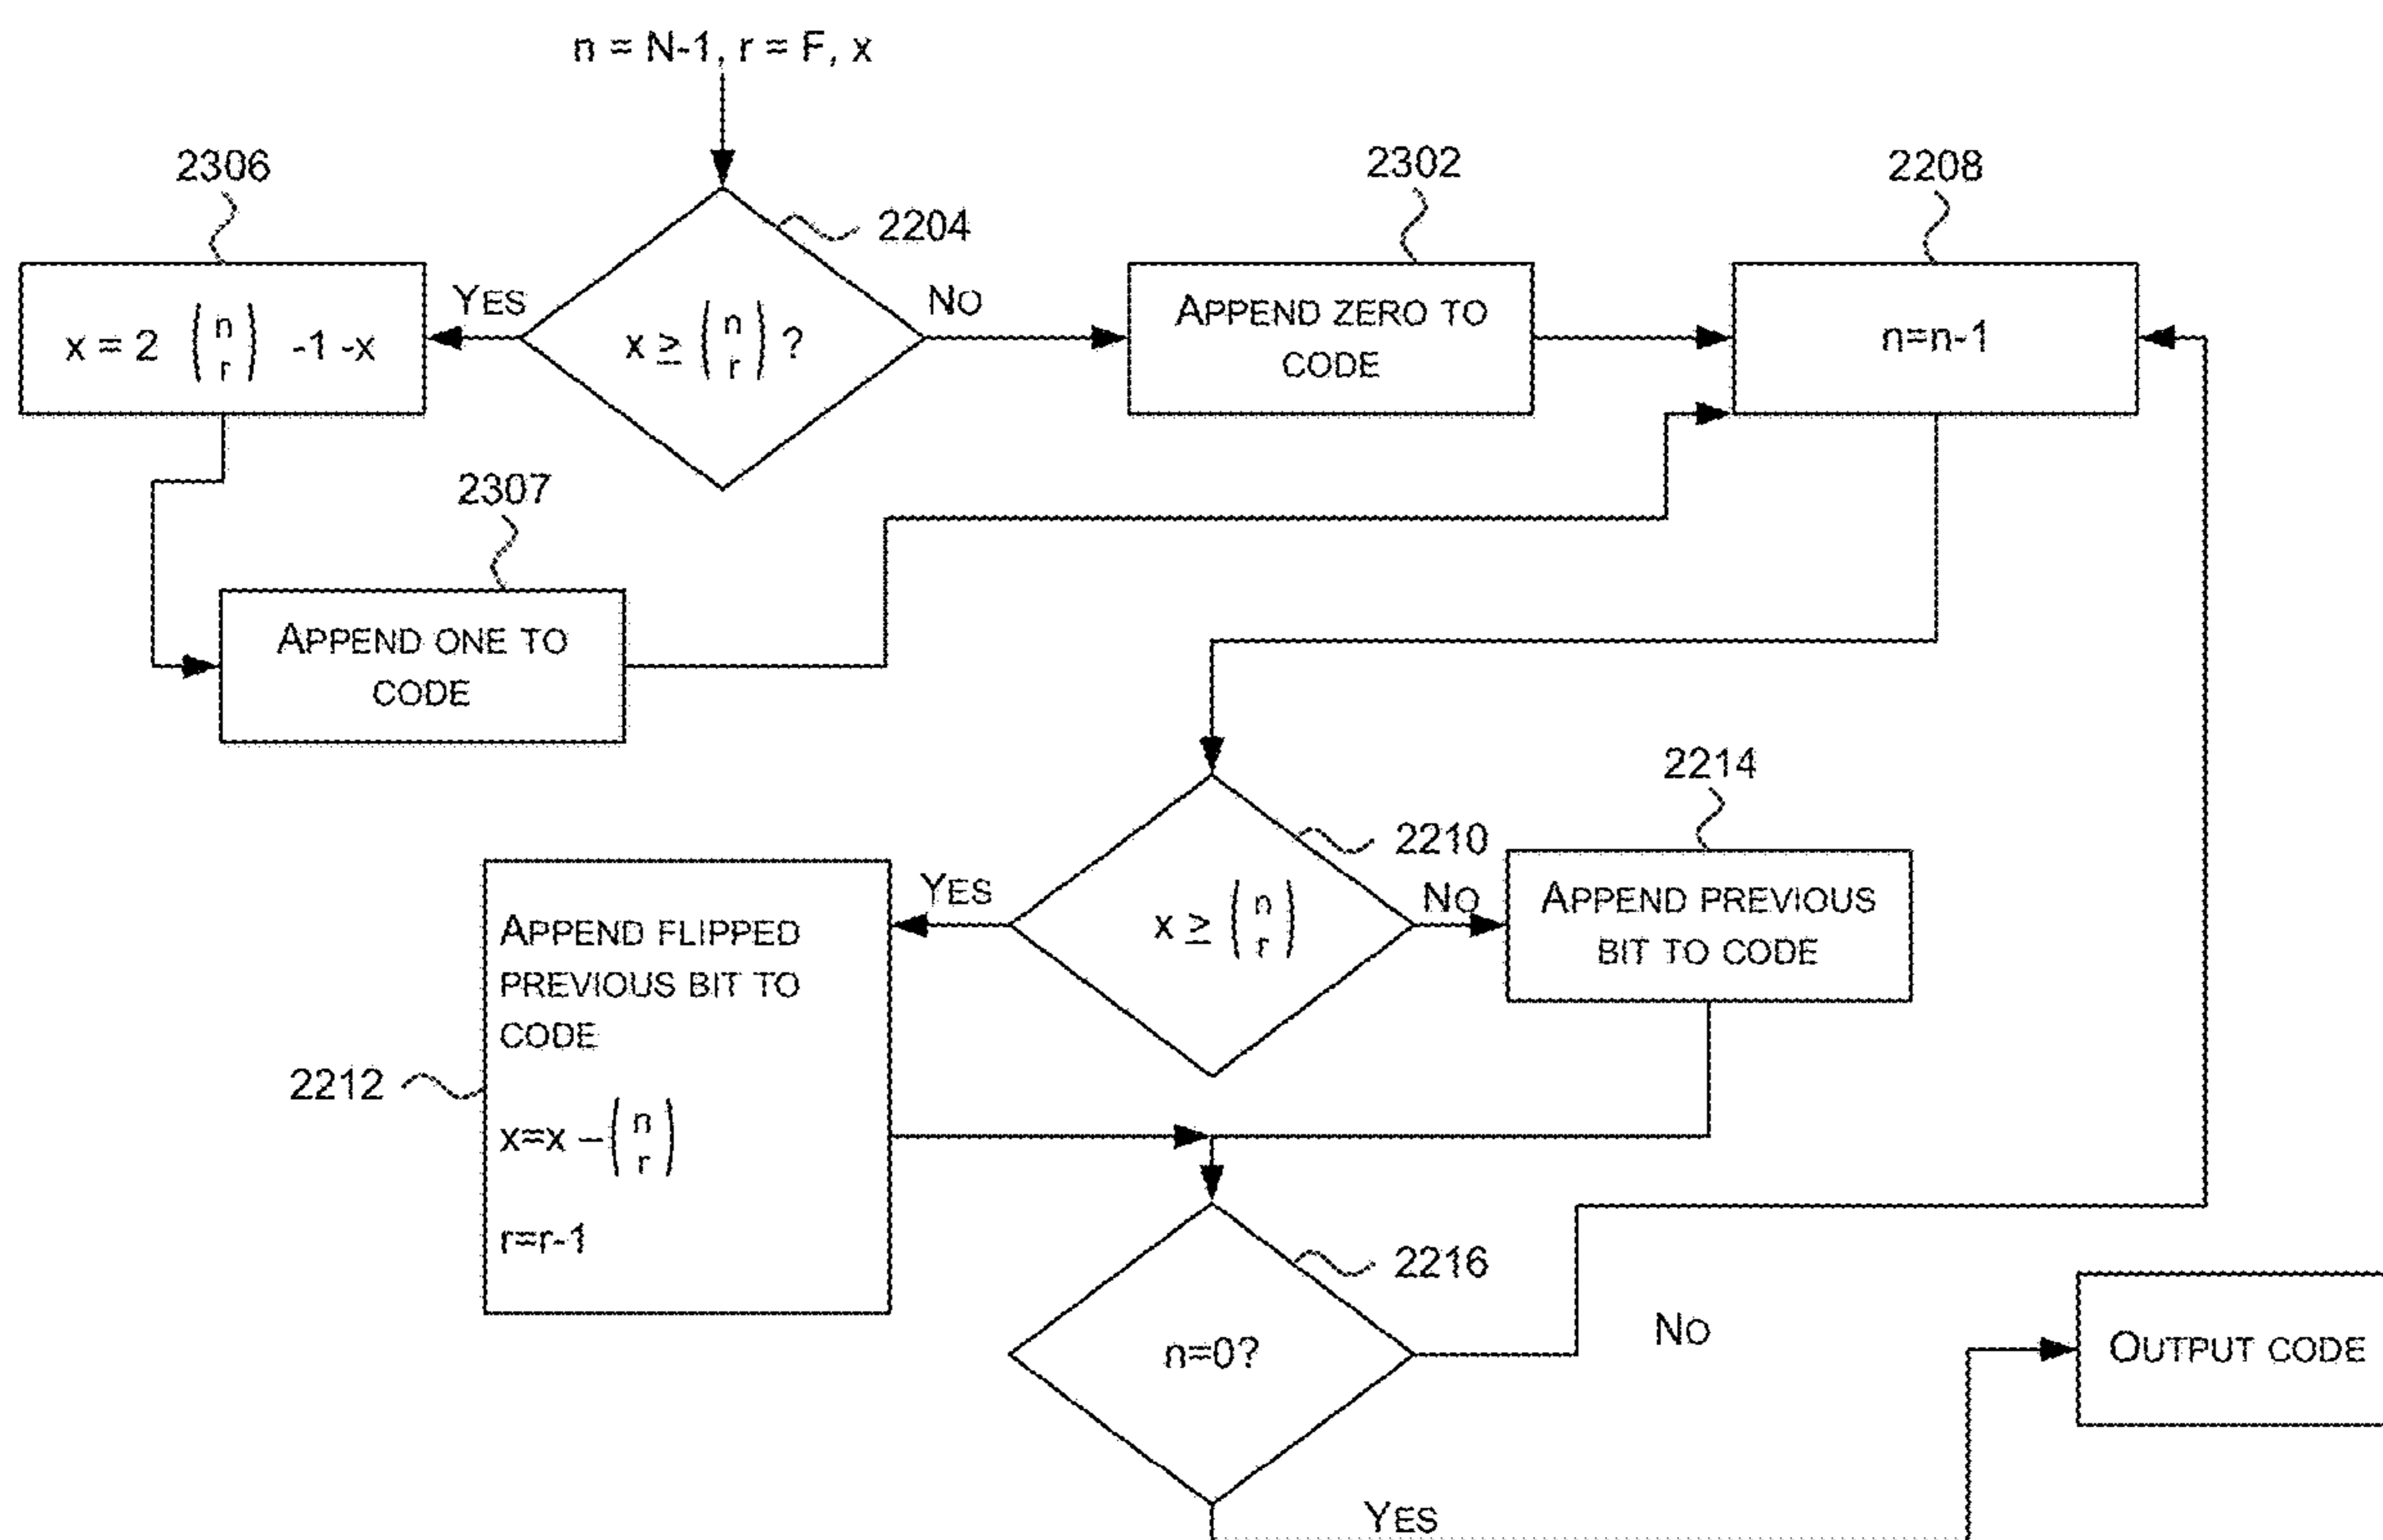 n = N-1, r = F, x
2306
2302
2208
2204
YES
NO
x = 2 (n r) -1 -x
x ≥ (n r) ?
APPEND ZERO TO
CODE
n=n-1
2307
APPEND ONE TO
CODE
2214
2210
YES
NO
x ≥ (n r)
APPEND PREVIOUS
BIT TO CODE
APPEND FLIPPED
PREVIOUS BIT TO
CODE
2212
x=x – (n r)
r=r-1
2216
n=0?
NO
OUTPUT CODE
YES